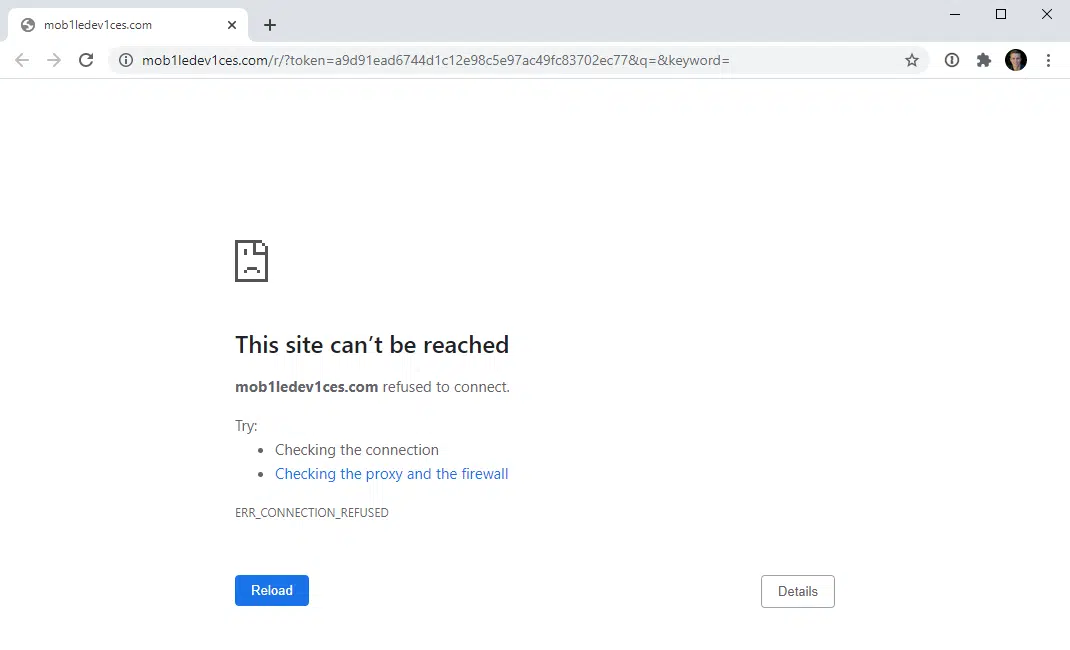 mob1ledev1ces.com
mob1ledev1ces.com/r/?token=a9d91ead6744d1c12e98c5e97ac49fc83702ec77&q=&keyword=
This site can’t be reached
mob1ledev1ces.com refused to connect.
Try:
Checking the connection
Checking the proxy and the firewall
ERR_CONNECTION_REFUSED
Reload
Details